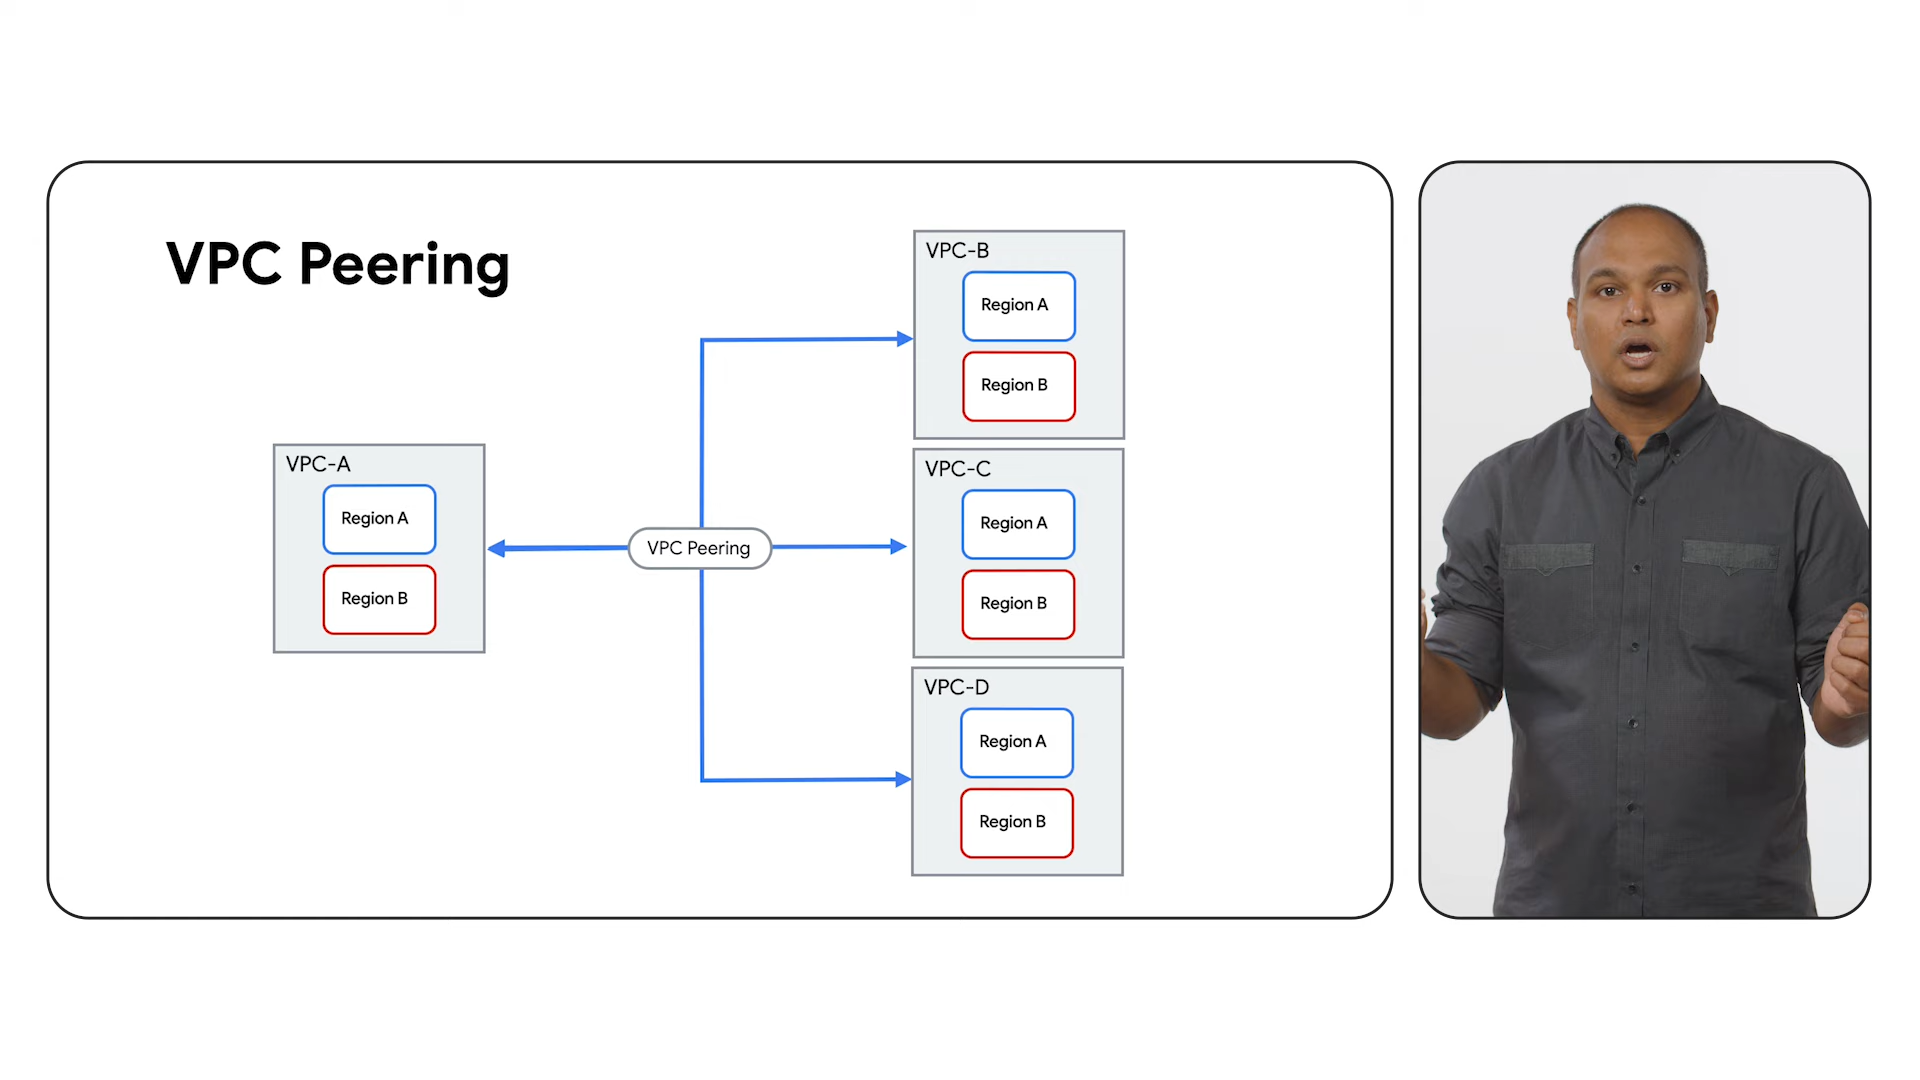 VPC Peering
VPC-A
Region A
Region B
VPC Peering
VPC-B
Region A
Region B
VPC-C
Region A
Region B
VPC-D
Region A
Region B